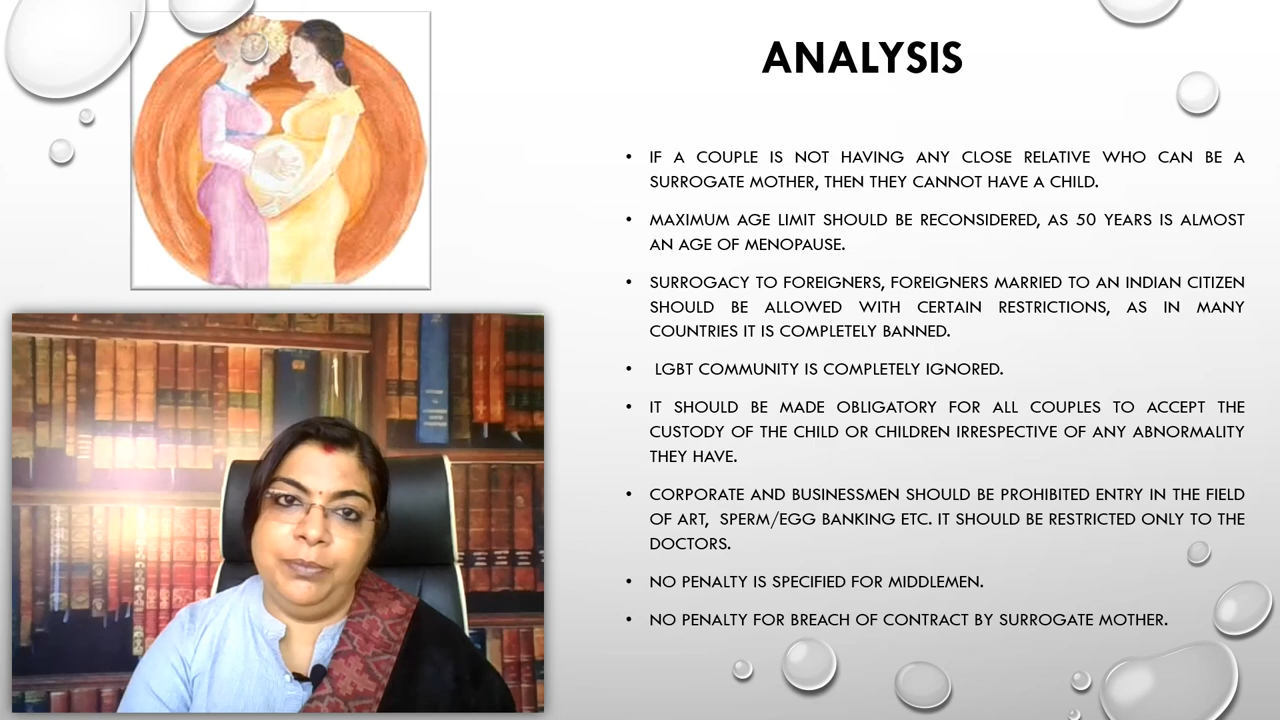 ANALYSIS
• IF A COUPLE IS NOT HAVING ANY CLOSE RELATIVE WHO CAN BE A
SURROGATE MOTHER, THEN THEY CANNOT HAVE A CHILD.
• MAXIMUM AGE LIMIT SHOULD BE RECONSIDERED, AS 50 YEARS IS ALMOST
AN AGE OF MENOPAUSE.
• SURROGACY TO FOREIGNERS, FOREIGNERS MARRIED TO AN INDIAN CITIZEN
SHOULD BE ALLOWED WITH CERTAIN RESTRICTIONS, AS IN MANY
COUNTRIES IT IS COMPLETELY BANNED.
• LGBT COMMUNITY IS COMPLETELY IGNORED.
• IT SHOULD BE MADE OBLIGATORY FOR ALL COUPLES TO ACCEPT THE
CUSTODY OF THE CHILD OR CHILDREN IRRESPECTIVE OF ANY ABNORMALITY
THEY HAVE.
• CORPORATE AND BUSINESSMEN SHOULD BE PROHIBITED ENTRY IN THE FIELD
OF ART, SPERM/EGG BANKING ETC. IT SHOULD BE RESTRICTED ONLY TO THE
DOCTORS.
• NO PENALTY IS SPECIFIED FOR MIDDLEMEN.
• NO PENALTY FOR BREACH OF CONTRACT BY SURROGATE MOTHER.